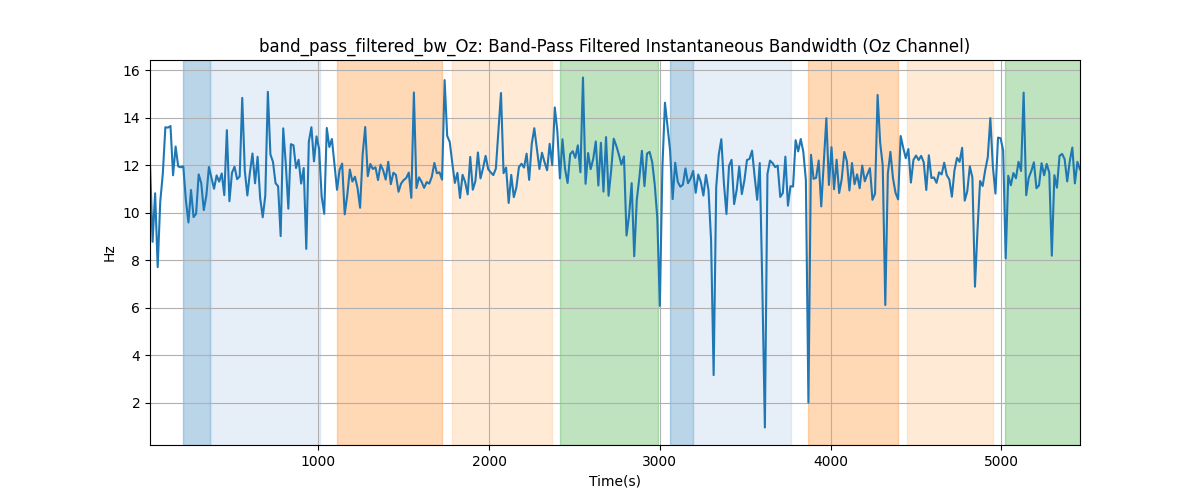 band_pass_filtered_bw_Oz: Band-Pass Filtered Instantaneous Bandwidth (Oz Channel)
16
14
12
10
8
6
4
2
Hz
1000 2000 3000 4000 5000
Time(s)